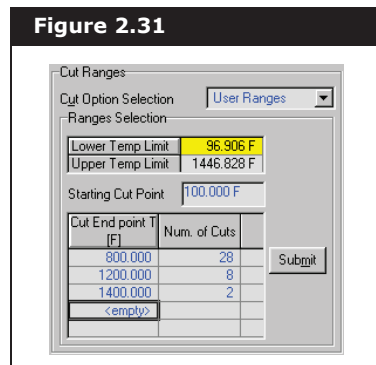 Figure 2.31
Cut Ranges
Cut Option Selection User Ranges
Ranges Selection
Lower Temp Limit 96.906 F
Upper Temp Limit 1446.828 F
Starting Cut Point 100.000 F
Cut End point T [F] Num. of Cuts
800.000 28
1200.000 8
1400.000 2
<empty>
Submit